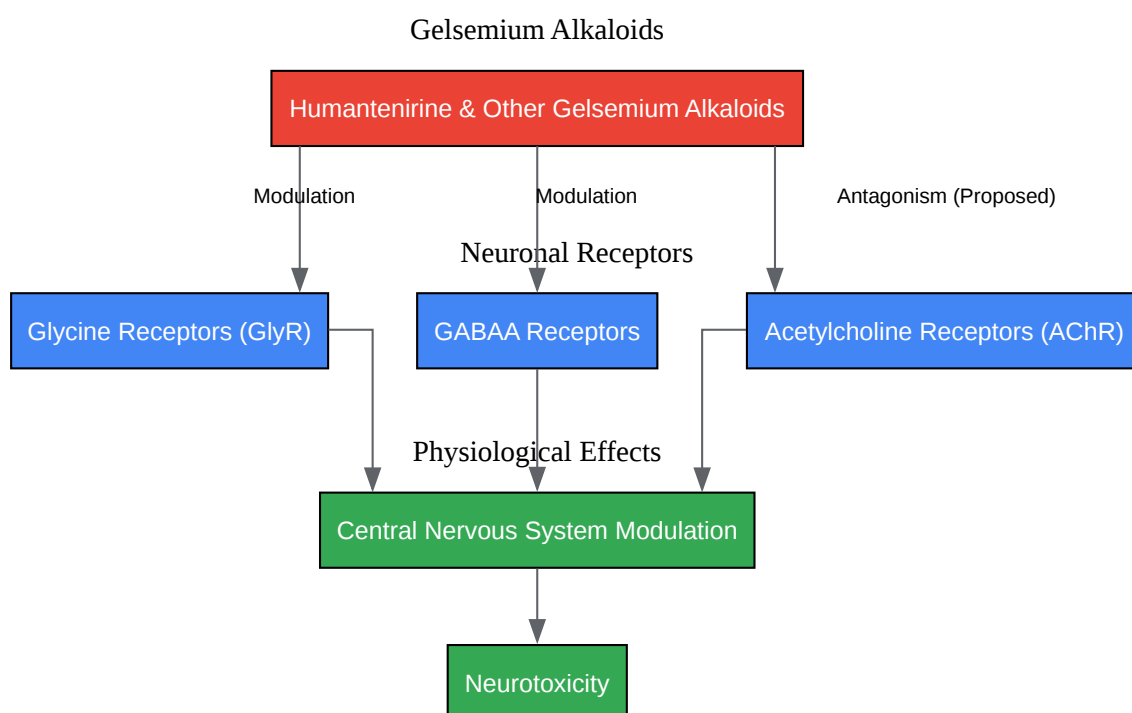 Gelsemium Alkaloids
Humantenirine & Other Gelsemium Alkaloids
Modulation
Modulation
Antagonism (Proposed)
Neuronal Receptors
Glycine Receptors (GlyR)
GABAA Receptors
Acetylcholine Receptors (AChR)
Physiological Effects
Central Nervous System Modulation
Neurotoxicity